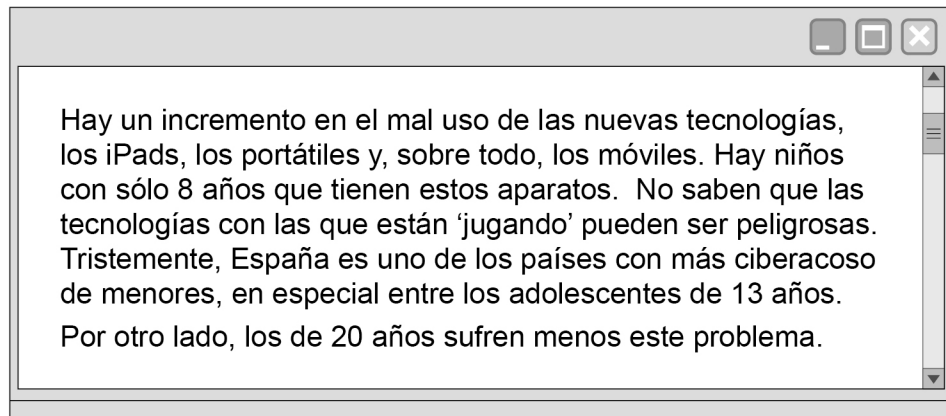 Hay un incremento en el mal uso de las nuevas tecnologías,
los iPads, los portátiles y, sobre todo, los móviles. Hay niños
con sólo 8 años que tienen estos aparatos.  No saben que las
tecnologías con las que están ‘jugando’ pueden ser peligrosas.
Tristemente, España es uno de los países con más ciberacoso
de menores, en especial entre los adolescentes de 13 años.
Por otro lado, los de 20 años sufren menos este problema.